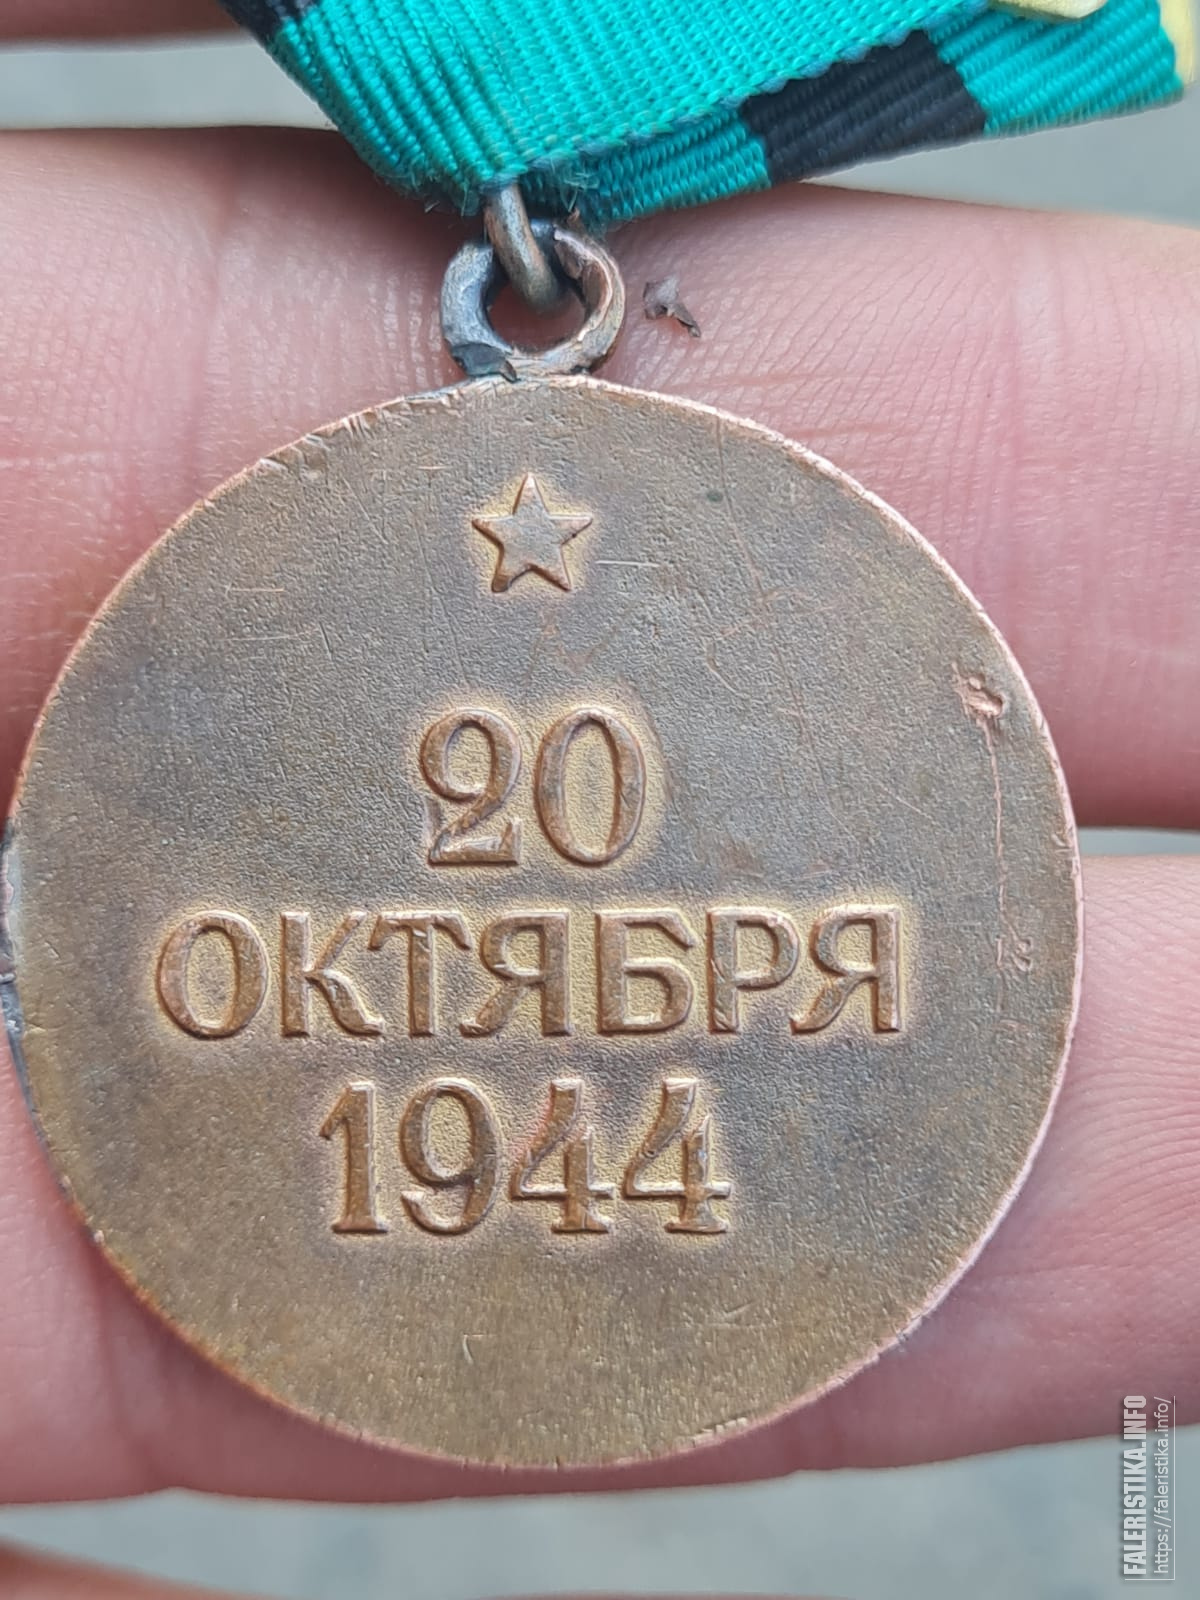 20
ОКТЯБРЯ
1944
FALERISTIKA.INFO
https://faleristika.info/